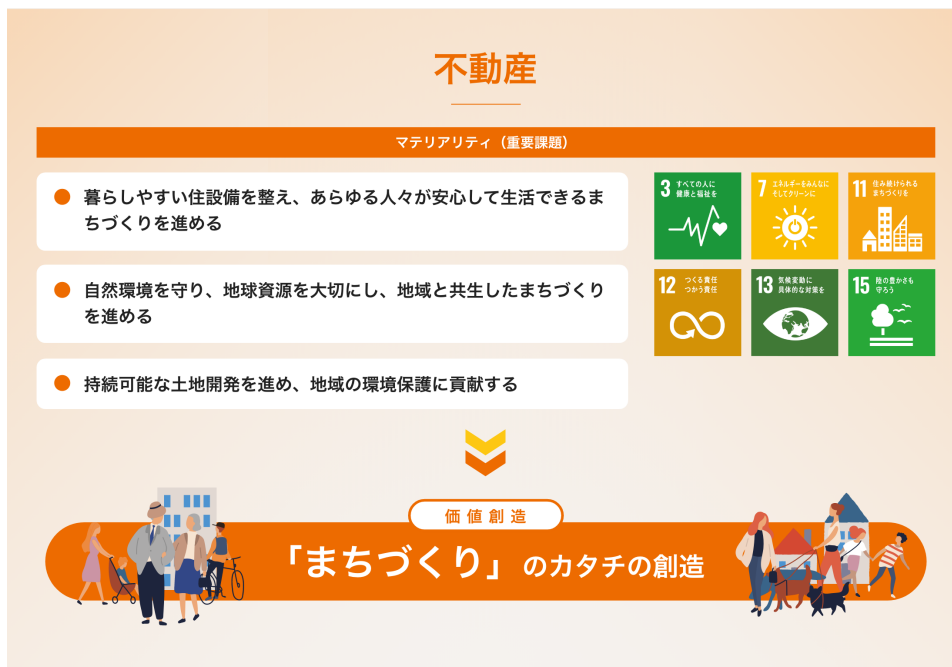 不動産
マテリアリティ（重要課題）
暮らしやすい住設備を整え、あらゆる人々が安心して生活できるま
ちづくりを進める
自然環境を守り、地球資源を大切にし、地域と共生したまちづくり
を進める
持続可能な土地開発を進め、地域の環境保護に貢献する
3 すべての人に
健康と福祉を
7 エネルギーをみんなに
そしてクリーンに
11 住み続けられる
まちづくりを
12 つくる責任
つかう責任
13 気候変動に
具体的な対策を
15 陸の豊かさも
守ろう
価値創造
「まちづくり」のカタチの創造